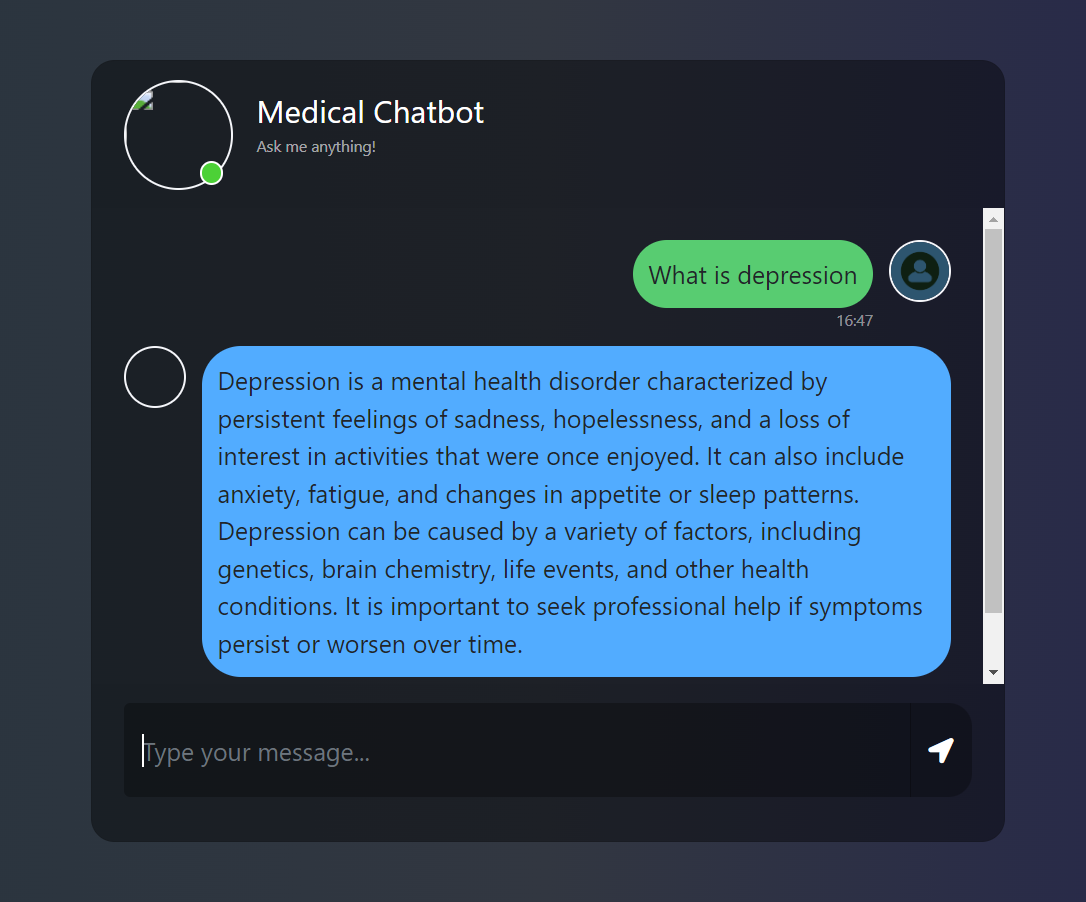 Medical Chatbot
Ask me anything!
What is depression
16:47
Depression is a mental health disorder characterized by
persistent feelings of sadness, hopelessness, and a loss of
interest in activities that were once enjoyed. It can also include
anxiety, fatigue, and changes in appetite or sleep patterns.
Depression can be caused by a variety of factors, including
genetics, brain chemistry, life events, and other health
conditions. It is important to seek professional help if symptoms
persist or worsen over time.
Type your message...